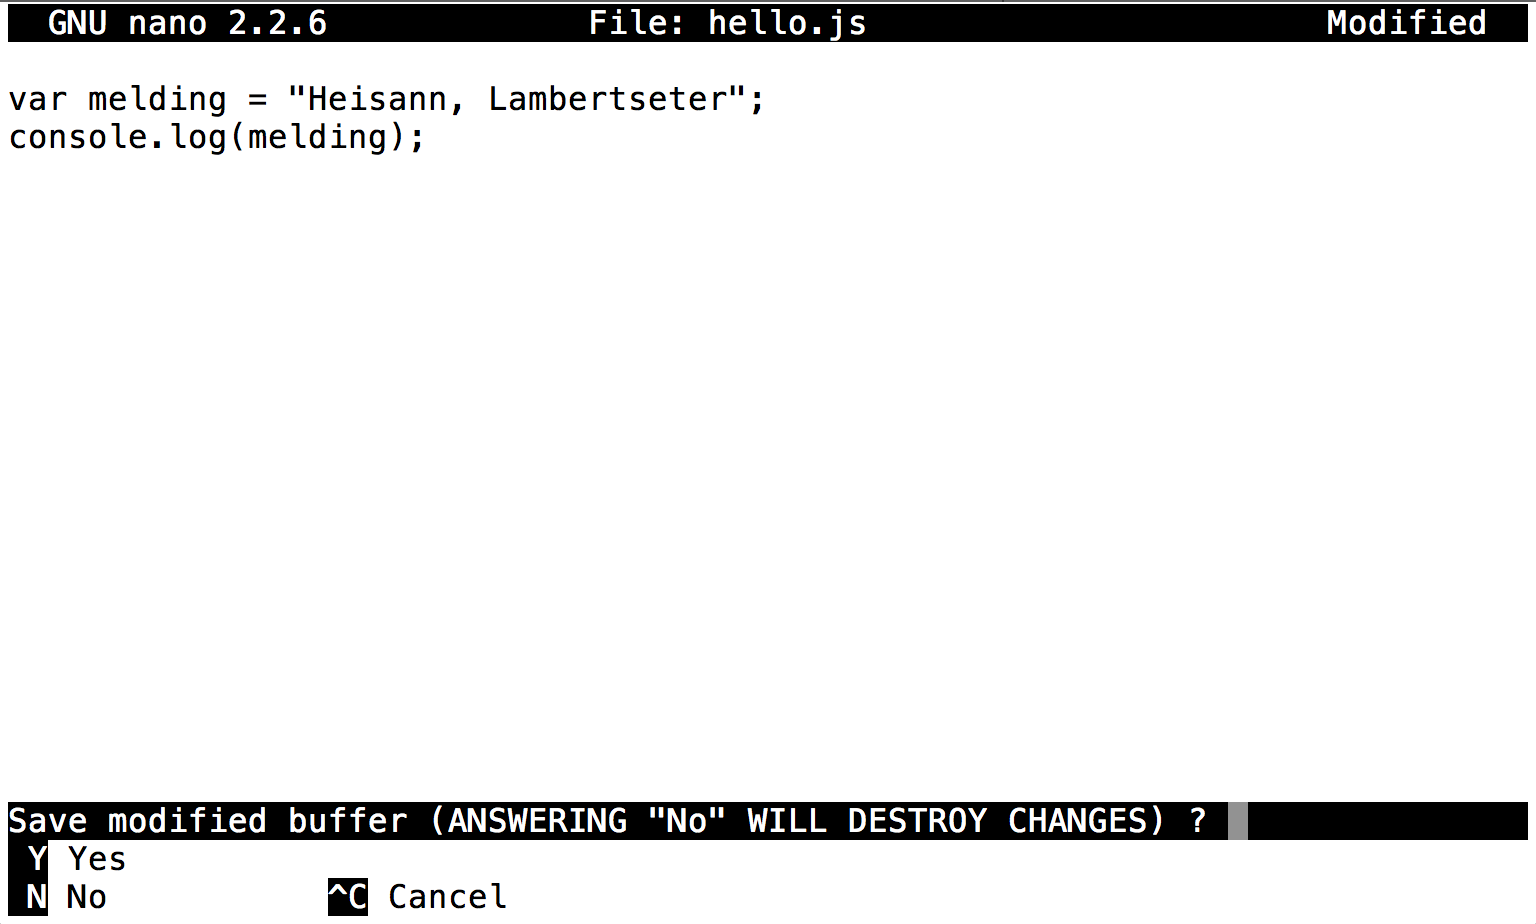 GNU nano 2.2.6 File: hello.js Modified
var melding = "Heisann, Lambertseter";
console.log(melding);
Save modified buffer (ANSWERING "No" WILL DESTROY CHANGES) ?
Y Yes
N No ^C Cancel